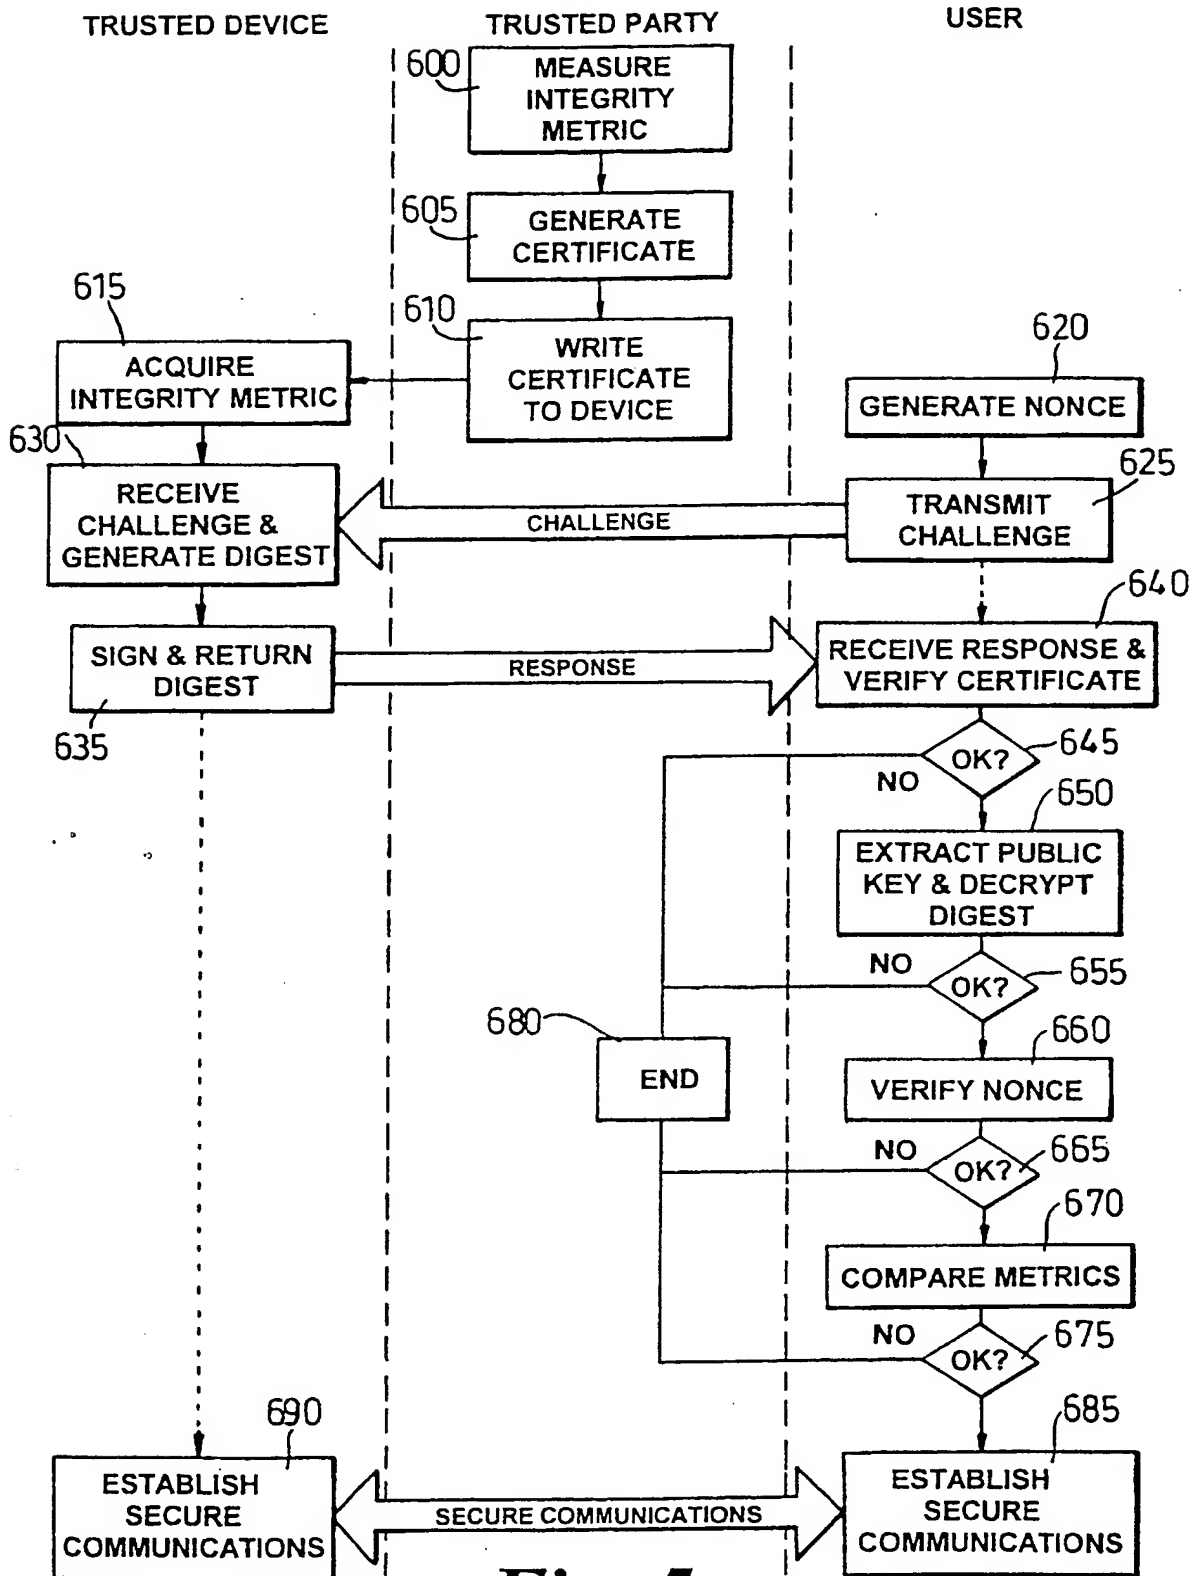 TRUSTED DEVICE
TRUSTED PARTY
USER
600
MEASURE
INTEGRITY
METRIC
605
GENERATE
CERTIFICATE
610
WRITE
CERTIFICATE
TO DEVICE
615
ACQUIRE
INTEGRITY METRIC
620
GENERATE NONCE
625
TRANSMIT
CHALLENGE
CHALLENGE
630
RECEIVE
CHALLENGE &
GENERATE DIGEST
635
SIGN & RETURN
DIGEST
RESPONSE
640
RECEIVE RESPONSE &
VERIFY CERTIFICATE
OK?
645
NO
650
EXTRACT PUBLIC
KEY & DECRYPT
DIGEST
NO
OK?
655
680
END
660
VERIFY NONCE
NO
OK?
665
670
COMPARE METRICS
NO
OK?
675
690
ESTABLISH
SECURE
COMMUNICATIONS
SECURE COMMUNICATIONS
685
ESTABLISH
SECURE
COMMUNICATIONS